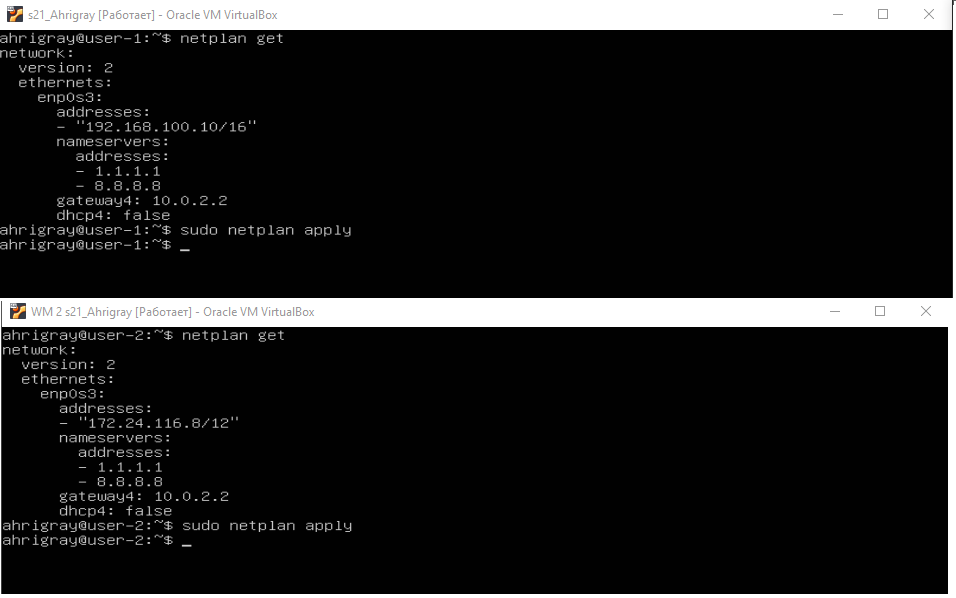 s21_Ahrigray [Работает] - Oracle VM VirtualBox
ahrigray@user-1:~$ netplan get
network:
  version: 2
  ethernets:
    enp0s3:
      addresses:
      - "192.168.100.10/16"
      nameservers:
        addresses:
        - 1.1.1.1
        - 8.8.8.8
      gateway4: 10.0.2.2
      dhcp4: false
ahrigray@user-1:~$ sudo netplan apply
ahrigray@user-1:~$ _
WM 2 s21_Ahrigray [Работает] - Oracle VM VirtualBox
ahrigray@user-2:~$ netplan get
network:
  version: 2
  ethernets:
    enp0s3:
      addresses:
      - "172.24.116.8/12"
      nameservers:
        addresses:
        - 1.1.1.1
        - 8.8.8.8
      gateway4: 10.0.2.2
      dhcp4: false
ahrigray@user-2:~$ sudo netplan apply
ahrigray@user-2:~$ _